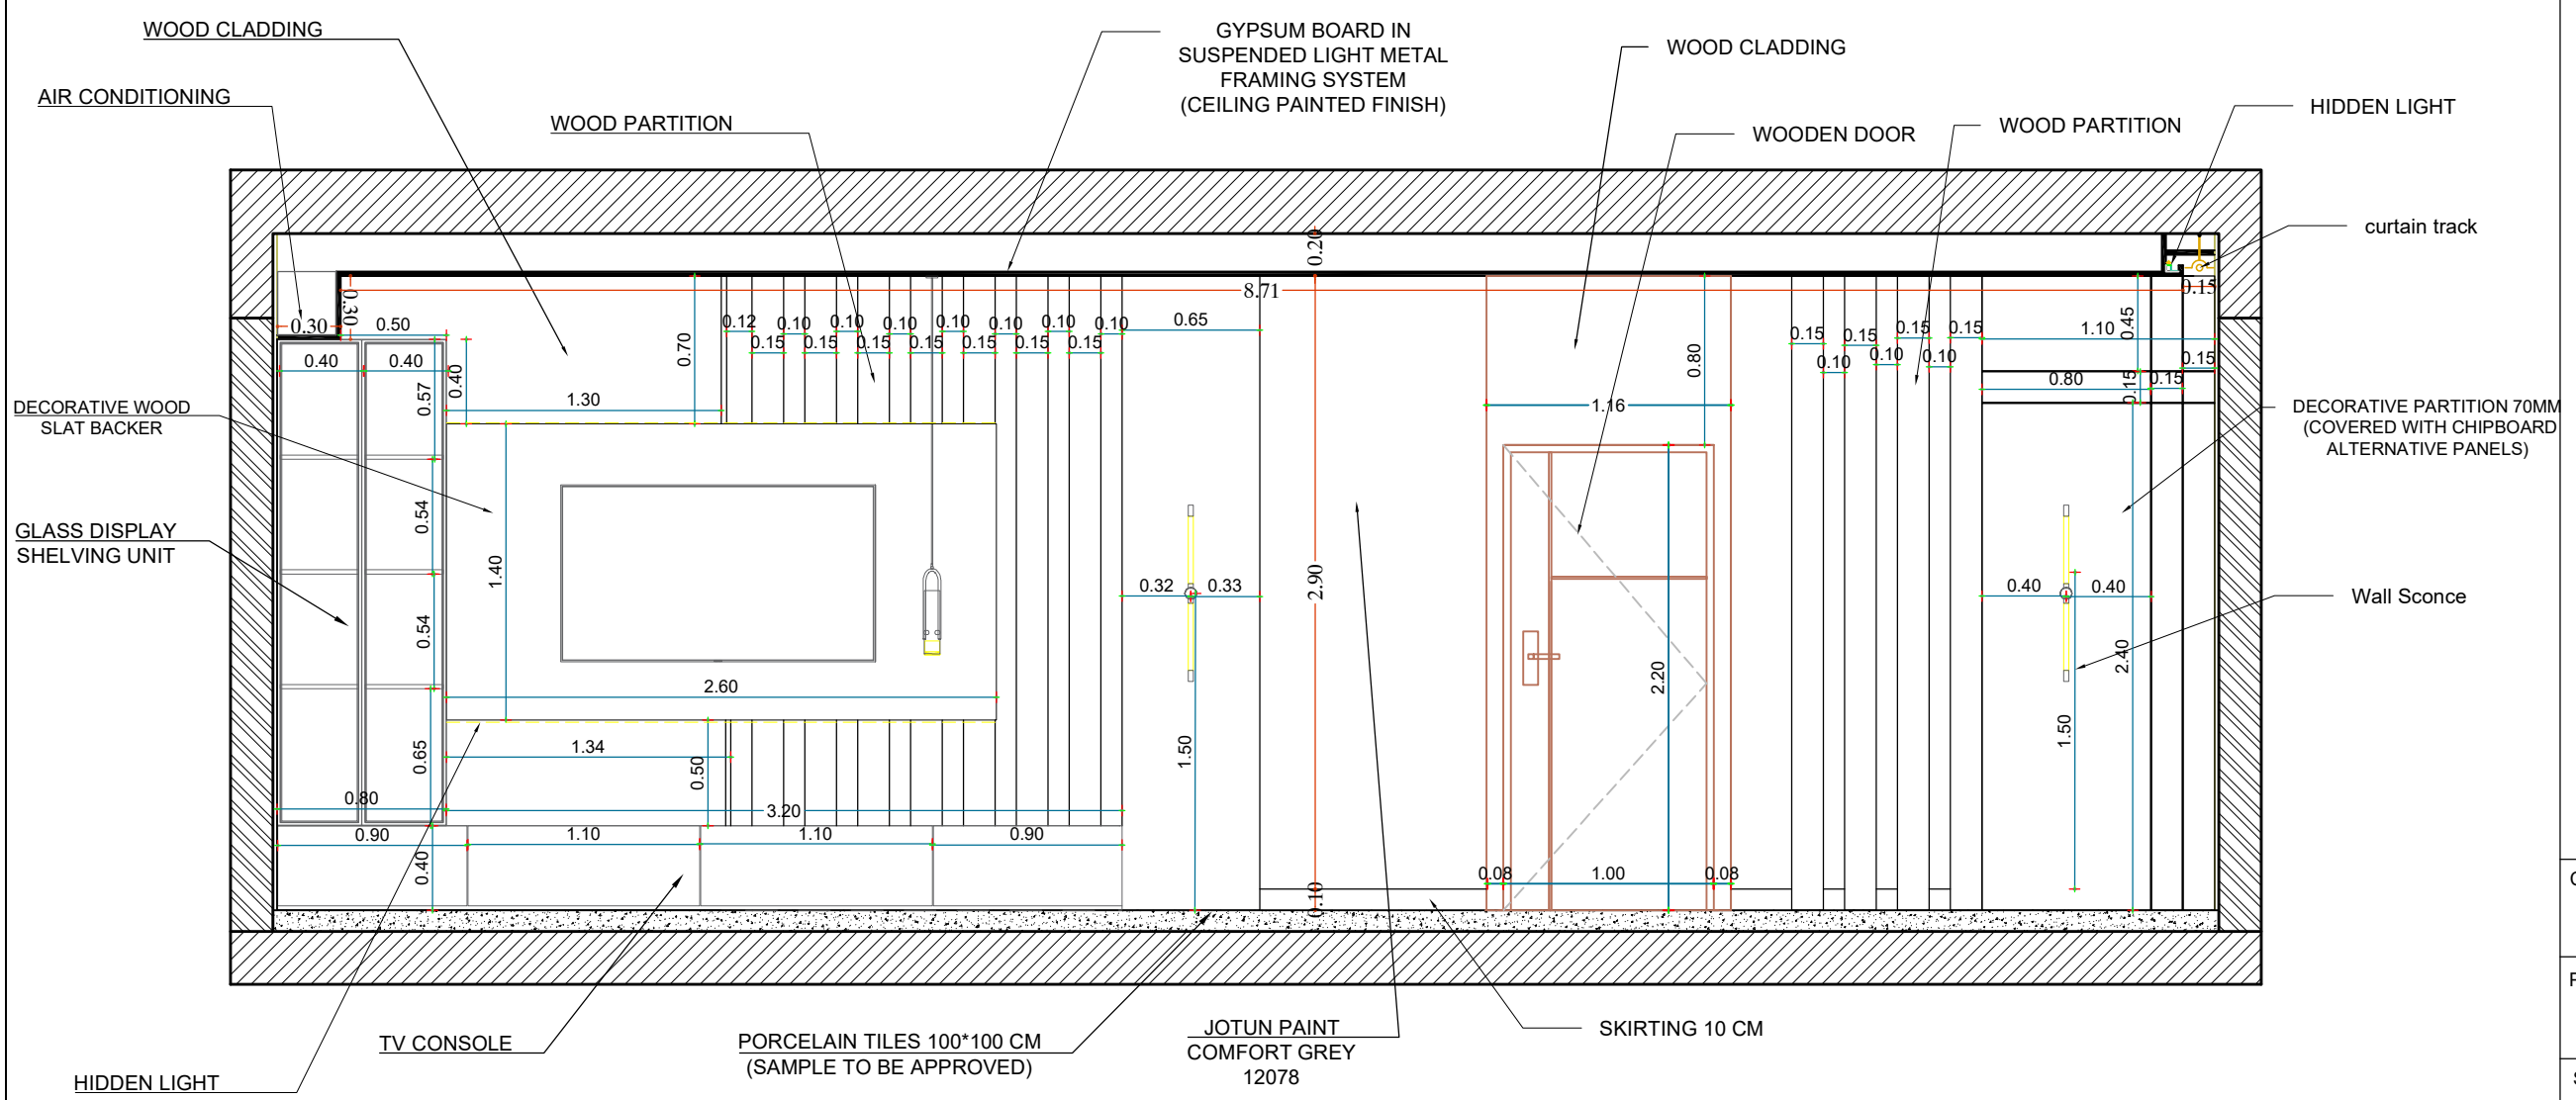 WOOD CLADDING
AIR CONDITIONING
WOOD PARTITION
GYPSUM BOARD IN
SUSPENDED LIGHT METAL
FRAMING SYSTEM
(CEILING PAINTED FINISH)
WOOD CLADDING
WOODEN DOOR
WOOD PARTITION
HIDDEN LIGHT
curtain track
0.20
8.71
0.15
0.30
0.30
0.50
0.70
0.12
0.10
0.10
0.10
0.10
0.10
0.10
0.10
0.15
0.15
0.15
0.15
0.15
0.15
0.15
0.65
0.80
0.15
0.15
0.15
0.15
0.10
0.10
0.10
1.10
0.45
0.15
0.40
0.40
0.57
0.40
1.30
1.16
0.80
0.15
0.15
DECORATIVE WOOD
SLAT BACKER
DECORATIVE PARTITION 70MM
(COVERED WITH CHIPBOARD
ALTERNATIVE PANELS)
GLASS DISPLAY
SHELVING UNIT
0.54
1.40
0.54
2.90
0.32
0.33
0.40
0.40
Wall Sconce
2.60
2.20
2.40
1.50
1.50
0.65
1.34
0.50
0.80
3.20
0.90
1.10
1.10
0.90
0.40
0.08
1.00
0.08
0.10
TV CONSOLE
HIDDEN LIGHT
PORCELAIN TILES 100*100 CM
(SAMPLE TO BE APPROVED)
JOTUN PAINT
COMFORT GREY
12078
SKIRTING 10 CM